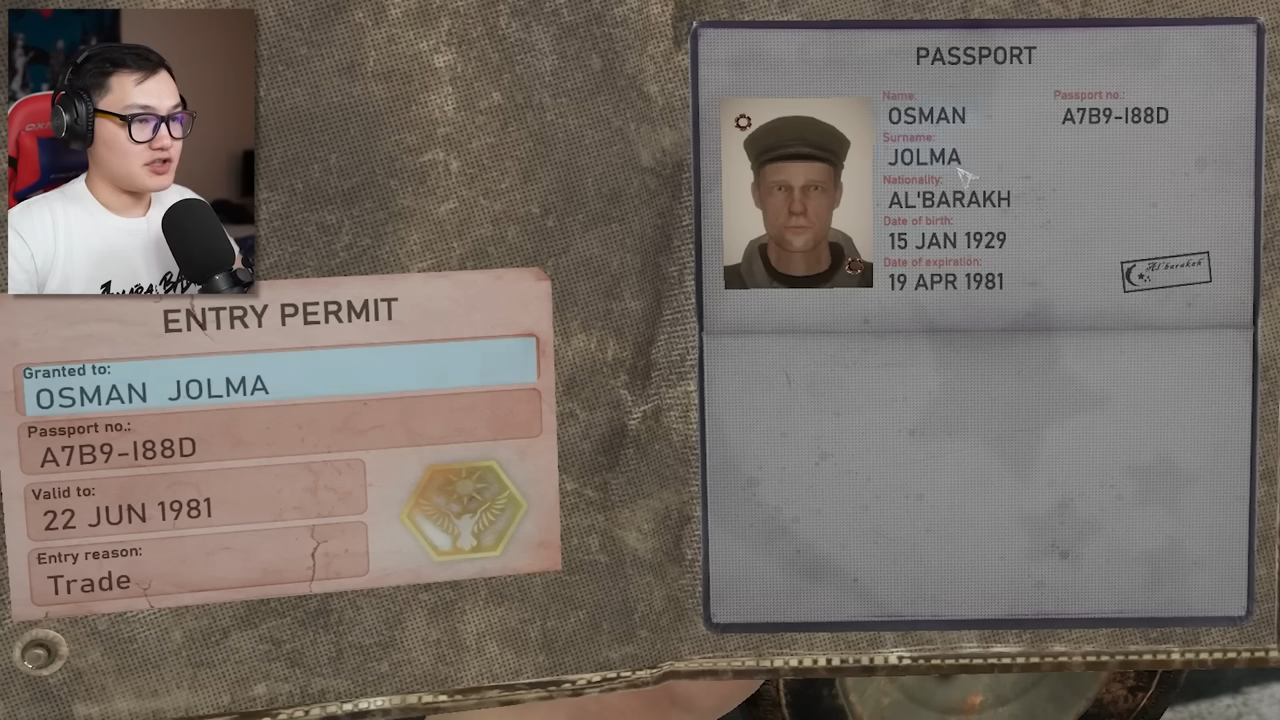 PASSPORT
Name:
OSMAN
Passport no.:
A7B9-I88D
Surname:
JOLMA
Nationality:
AL'BARAKH
Date of birth:
15 JAN 1929
Date of expiration:
19 APR 1981
Al'barakh
ENTRY PERMIT
Granted to:
OSMAN JOLMA
Passport no.:
A7B9-I88D
Valid to:
22 JUN 1981
Entry reason:
Trade